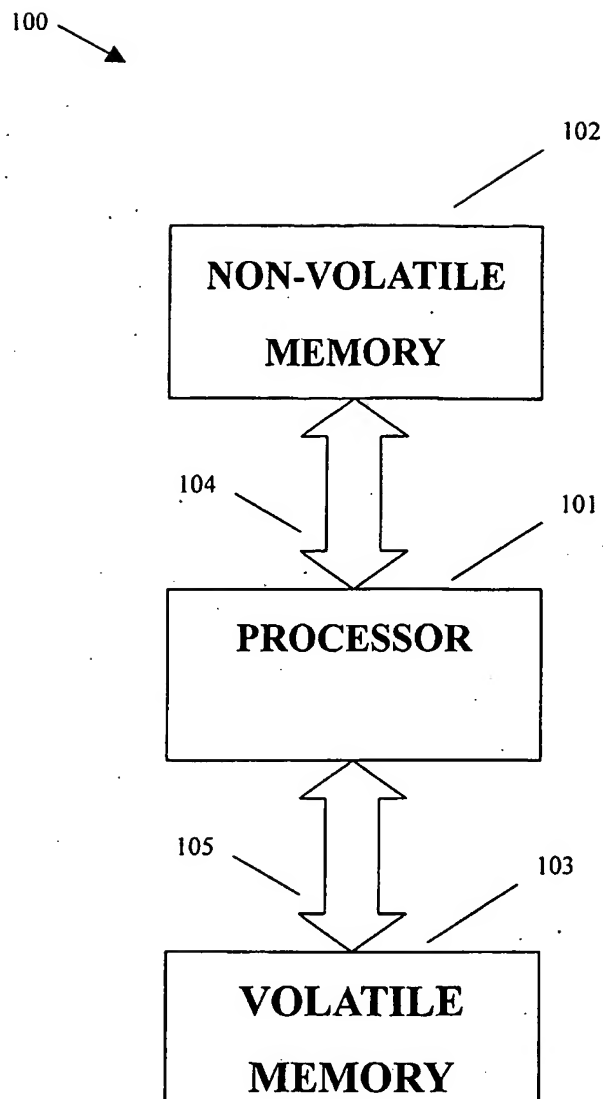 100
102
NON-VOLATILE
MEMORY
104
101
PROCESSOR
105
103
VOLATILE
MEMORY